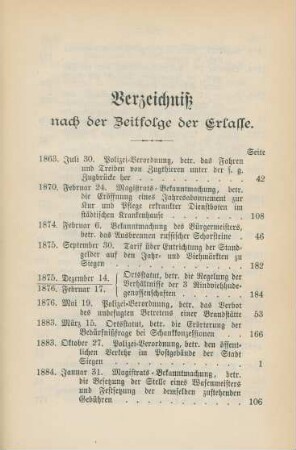 Verzeichniß
nach der Zeitfolge der Erlasse.
Seite
1863. Juli 30. Polizei-Verordnung, betr. das Fahren
und Treiben von Zugthieren unter der s. g.
Zugbrücke her 42
1870. Februar 24. Magistrats-Bekanntmachung, betr.
die Eröffnung eines Jahresabonnement zur
Kur und Pflege erkrankter Dienstboten im
städtischen Krankenhause 108
1874. Februar 6. Bekanntmachung des Bürgermeisters,
betr. das Ausbrennen russischer Schorsteine 46
1875. September 30. Tarif über Entrichtung der Stand-
gelder auf den Jahr- und Viehmärkten zu
Siegen 182
1875. Dezember 14. Ortsstatut, betr. die Regelung der
1876. Februar 17. Verhältnisse der 3 Rindviehhude-
genossenschaften 184
1876. Mai 19. Polizei-Verordnung, betr. das Verbot
des unbefugten Betretens einer Brandstätte 53
1883. März 15. Ortsstatut, betr. die Erörterung der
Bedürfnißfrage bei Schankkonzessionen 166
1883. Oktober 27. Polizei-Verordnung, betr. den öffent-
lichen Verkehr im Postgebäude der Stadt
Siegen 1
1884. Januar 31. Magistrats-Bekanntmachung, betr.
die Besetzung der Stelle eines Wasenmeisters und
Festsetzung der demselben zustehenden
Gebühren 106